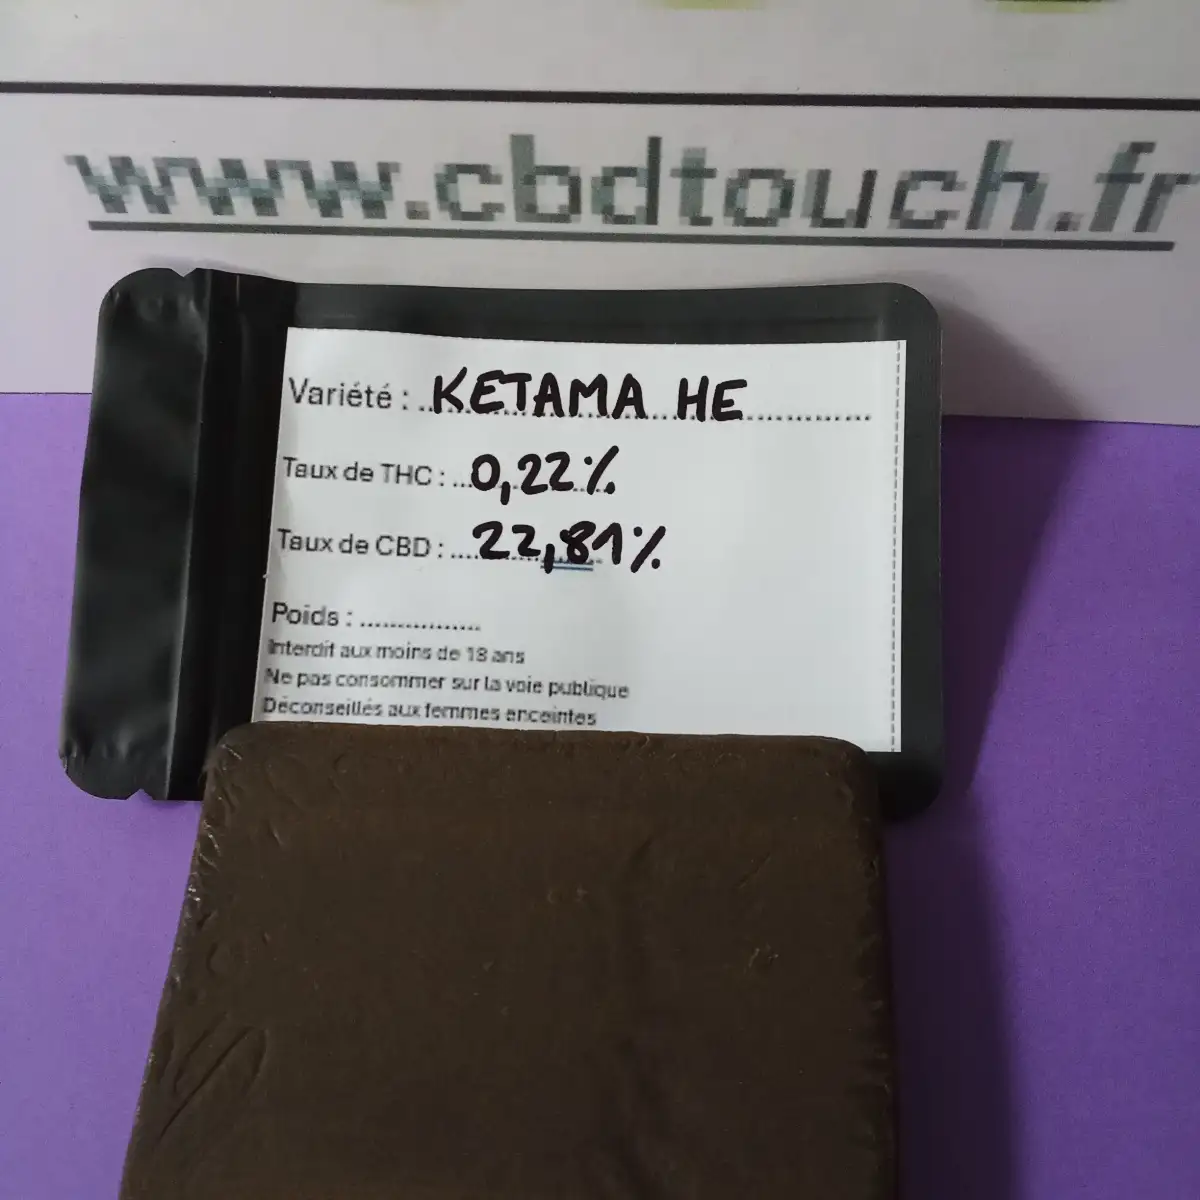 www.cbdtouch.fr
Variété : KETAMA HE
Taux de THC : 0,22%
Taux de CBD : 22,81%
Poids : ................
Interdit aux moins de 18 ans
Ne pas consommer sur la voie publique
Déconseillés aux femmes enceintes